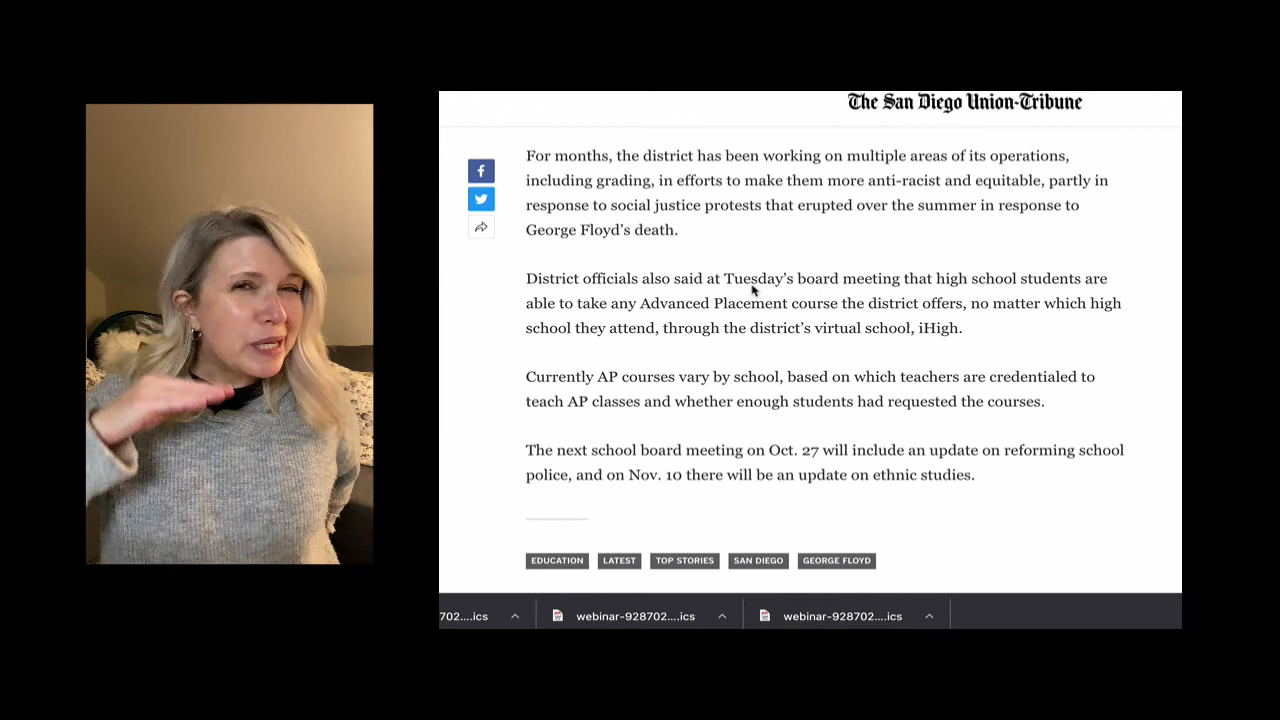 The San Diego Union-Tribune
For months, the district has been working on multiple areas of its operations,
including grading, in efforts to make them more anti-racist and equitable, partly in
response to social justice protests that erupted over the summer in response to
George Floyd’s death.
District officials also said at Tuesday’s board meeting that high school students are
able to take any Advanced Placement course the district offers, no matter which high
school they attend, through the district’s virtual school, iHigh.
Currently AP courses vary by school, based on which teachers are credentialed to
teach AP classes and whether enough students had requested the courses.
The next school board meeting on Oct. 27 will include an update on reforming school
police, and on Nov. 10 there will be an update on ethnic studies.
EDUCATION LATEST TOP STORIES SAN DIEGO GEORGE FLOYD
702....ics webinar-928702....ics webinar-928702....ics